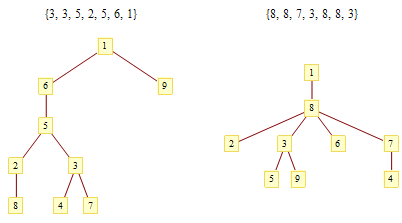 {3, 3, 5, 2, 5, 6, 1}
{8, 8, 7, 3, 8, 8, 3}
1
6 9
5
2 3
8 4 7
1
8
2 3 6 7
5 9 4